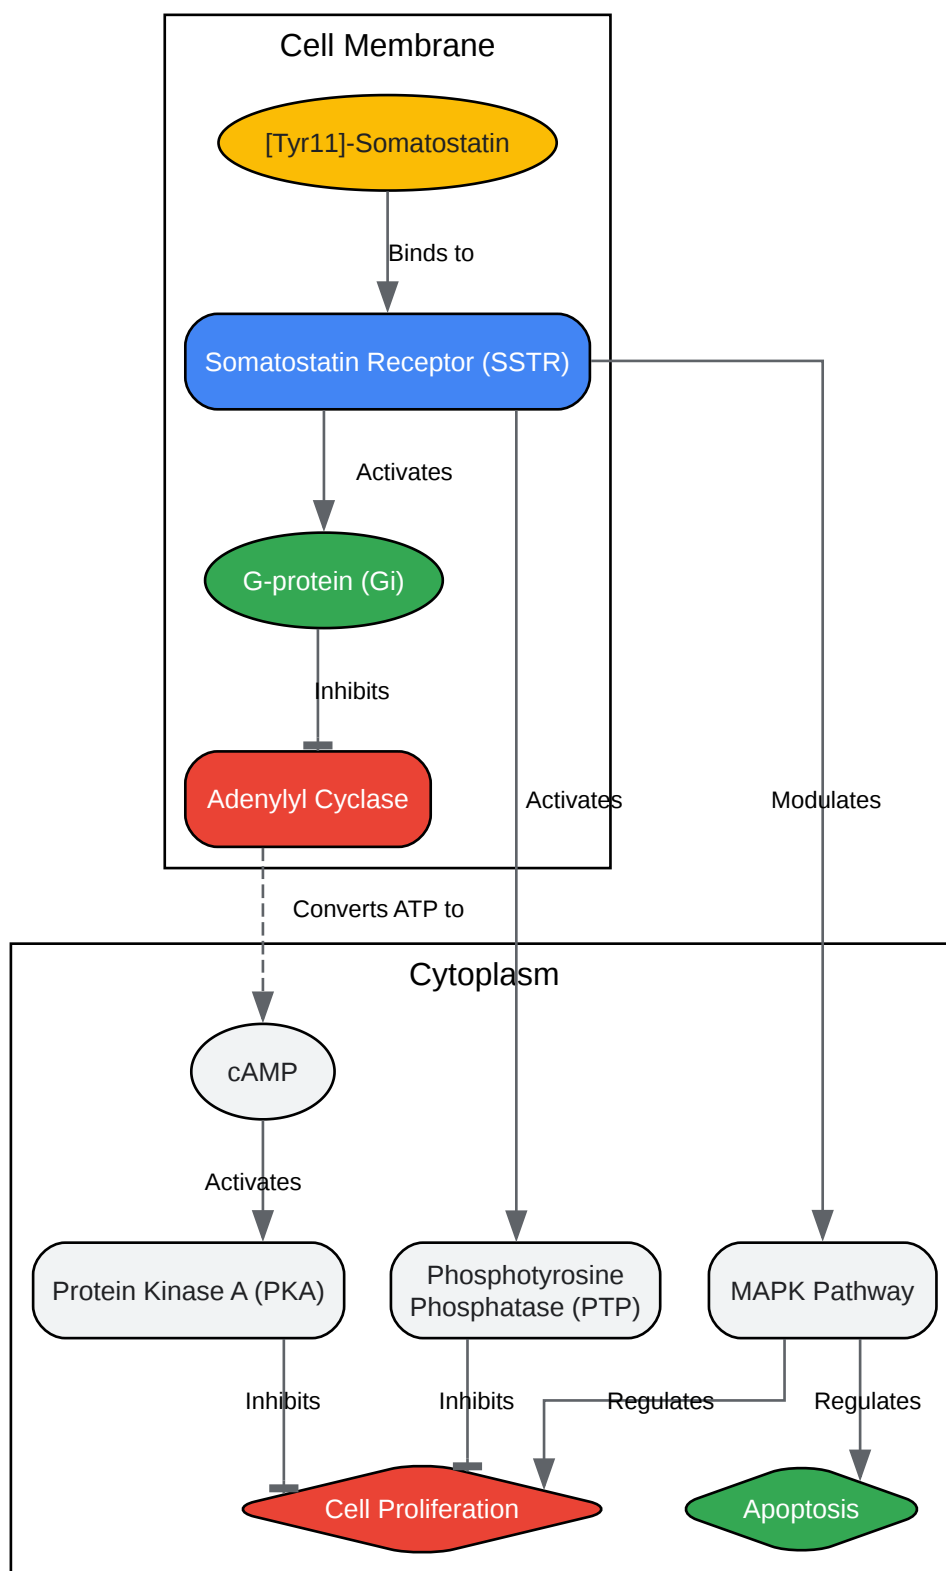 Cell Membrane
[Tyr11]-Somatostatin
Binds to
Somatostatin Receptor (SSTR)
Activates
G-protein (Gi)
Inhibits
Adenylyl Cyclase
Activates
Modulates
Converts ATP to
Cytoplasm
cAMP
Activates
Protein Kinase A (PKA)
Phosphotyrosine
Phosphatase (PTP)
MAPK Pathway
Inhibits
Inhibits
Regulates
Regulates
Cell Proliferation
Apoptosis